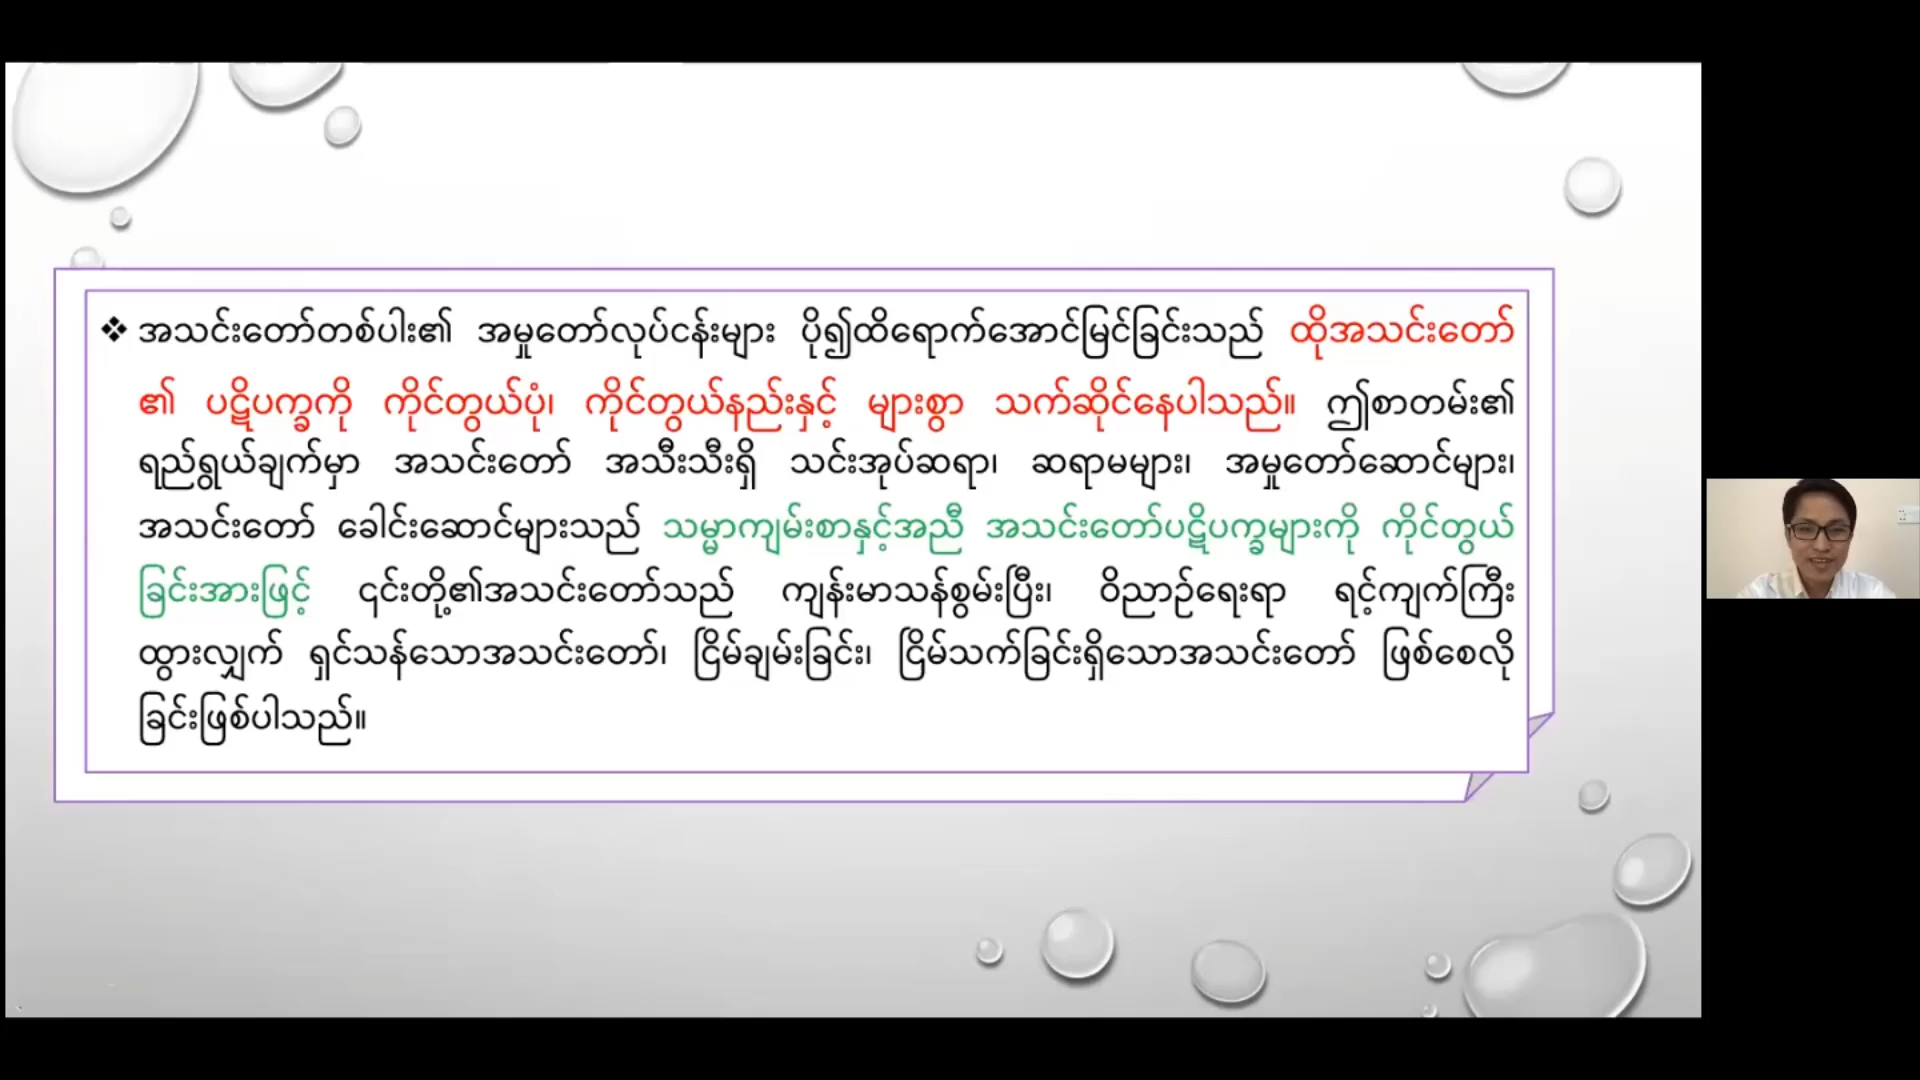 ❖ အသင်းတော်တစ်ပါး၏ အမှုတော်လုပ်ငန်းများ ပို၍ထိရောက်အောင်မြင်ခြင်းသည် ထိုအသင်းတော်
၏ ပဋိပက္ခကို ကိုင်တွယ်ပုံ၊ ကိုင်တွယ်နည်းနှင့် များစွာ သက်ဆိုင်နေပါသည်။ ဤစာတမ်း၏
ရည်ရွယ်ချက်မှာ အသင်းတော် အသီးသီးရှိ သင်းအုပ်ဆရာ၊ ဆရာမများ၊ အမှုတော်ဆောင်များ၊
အသင်းတော် ခေါင်းဆောင်များသည် သမ္မာကျမ်းစာနှင့်အညီ အသင်းတော်ပဋိပက္ခများကို ကိုင်တွယ်
ခြင်းအားဖြင့် ၎င်းတို့၏အသင်းတော်သည် ကျန်းမာသန်စွမ်းပြီး၊ ဝိညာဉ်ရေးရာ ရင့်ကျက်ကြီး
ထွားလျှက် ရှင်သန်သောအသင်းတော်၊ ငြိမ်ချမ်းခြင်း၊ ငြိမ်သက်ခြင်းရှိသောအသင်းတော် ဖြစ်စေလို
ခြင်းဖြစ်ပါသည်။